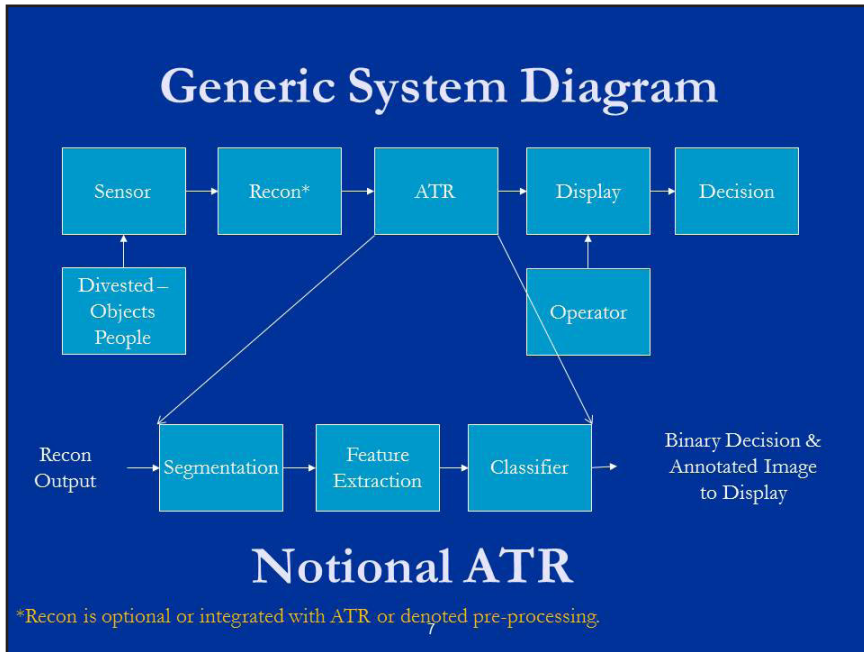 Generic System Diagram
Sensor
Recon*
ATR
Display
Decision
Divested –
Objects
People
Operator
Recon
Output
Segmentation
Feature
Extraction
Classifier
Binary Decision &
Annotated Image
to Display
Notional ATR
*Recon is optional or integrated with ATR or denoted pre-processing.
7